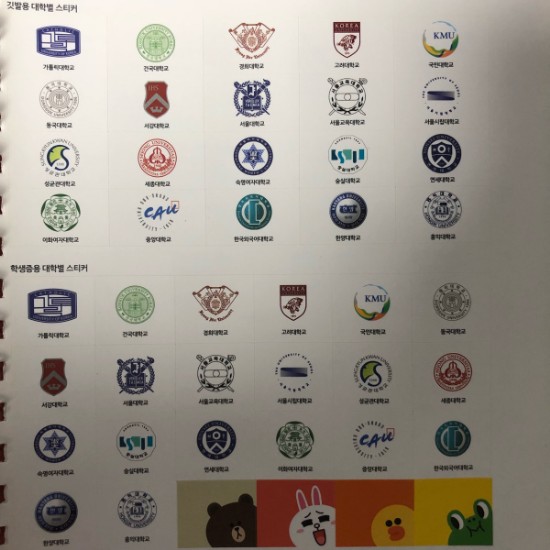 깃발용 대학별 스티커
KOREA
KMU
가톨릭대학교 건국대학교 경희대학교 고려대학교 국민대학교
IHS
동국대학교 서강대학교 서울대학교 서울교육대학교 서울시립대학교
성균관대학교 세종대학교 숙명여자대학교 숭실대학교 연세대학교
CAU
이화여자대학교 중앙대학교 한국외국어대학교 한양대학교 홍익대학교
학생증용 대학별 스티커
KOREA KMU
가톨릭대학교 건국대학교 경희대학교 고려대학교 국민대학교 동국대학교
서강대학교 서울대학교 서울교육대학교 서울시립대학교 성균관대학교 세종대학교
CAU
숙명여자대학교 숭실대학교 연세대학교 이화여자대학교 중앙대학교 한국외국어대학교
한양대학교 홍익대학교